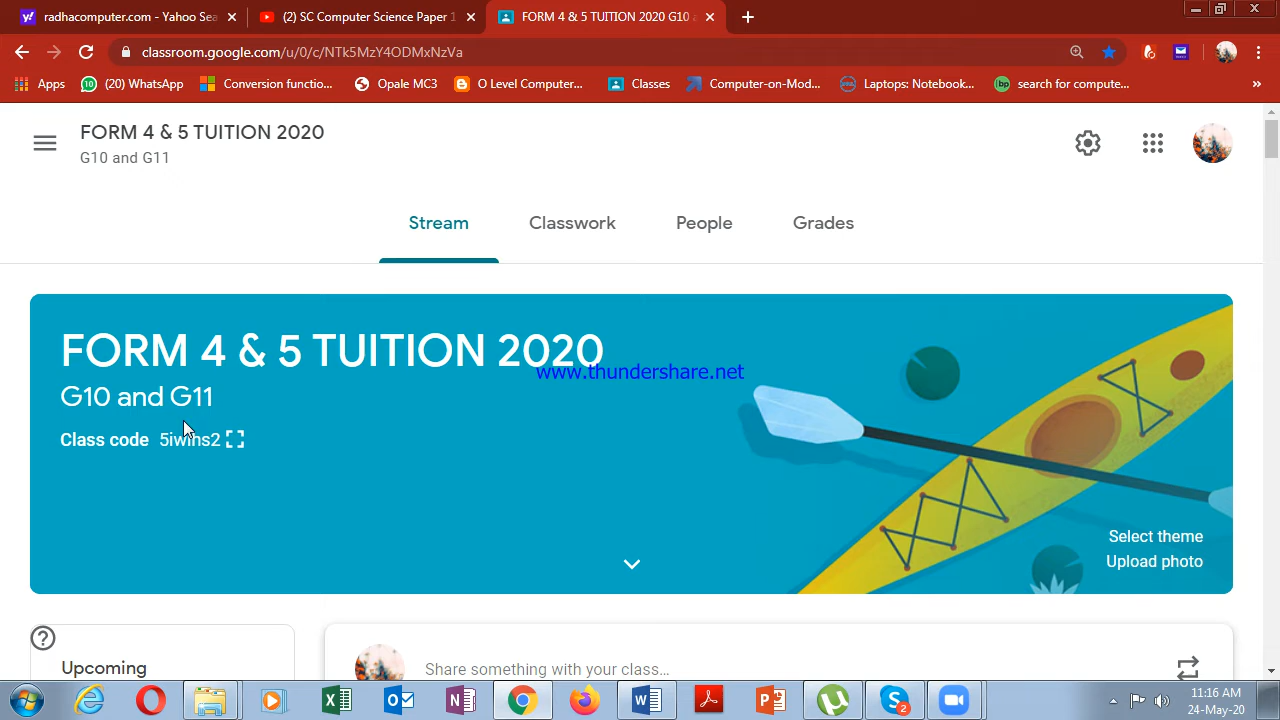 radhacomputer.com - Yahoo Sea
(2) SC Computer Science Paper 1
FORM 4 & 5 TUITION 2020 G10 a
classroom.google.com/u/0/c/NTk5MzY4ODMxNzVa
Apps
(20) WhatsApp
Conversion functio...
Opale MC3
O Level Computer...
Classes
Computer-on-Mod...
Laptops: Notebook...
search for compute...
FORM 4 & 5 TUITION 2020
G10 and G11
Stream
Classwork
People
Grades
FORM 4 & 5 TUITION 2020
www.thundershare.net
G10 and G11
Class code 5iwins2
Select theme
Upload photo
Upcoming
Share something with your class...
11:16 AM
24-May-20